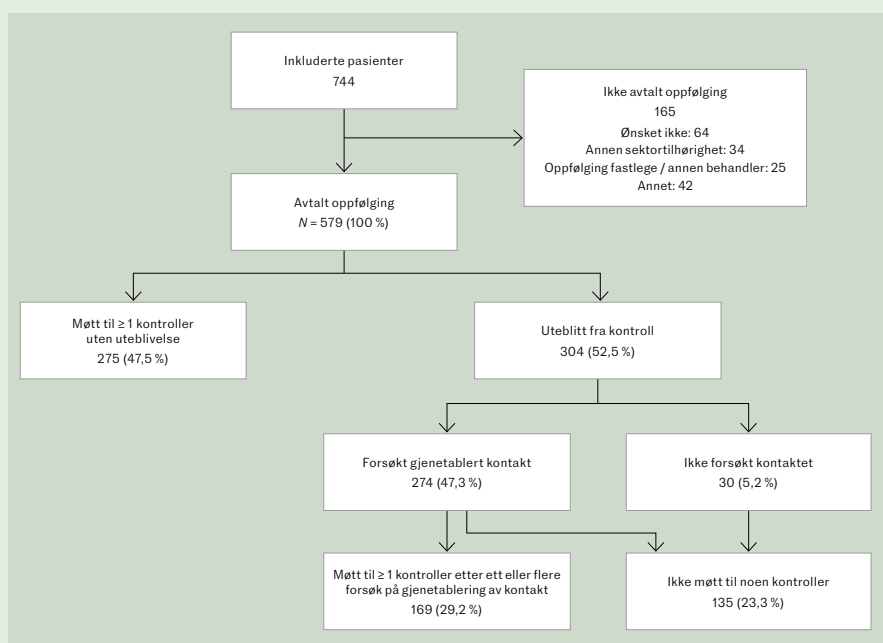 Inkluderte pasienter
744
Ikke avtalt oppfølging
165
Ønsket ikke: 64
Annen sektortilhørighet: 34
Oppfølging fastlege / annen behandler: 25
Annet: 42
Avtalt oppfølging
N = 579 (100 %)
Møtt til ≥ 1 kontroller
uten uteblivelse
275 (47,5 %)
Uteblitt fra kontroll
304 (52,5 %)
Forsøkt gjenetablert kontakt
274 (47,3 %)
Ikke forsøkt kontaktet
30 (5,2 %)
Møtt til ≥ 1 kontroller etter ett eller flere
forsøk på gjenetablering av kontakt
169 (29,2 %)
Ikke møtt til noen kontroller
135 (23,3 %)